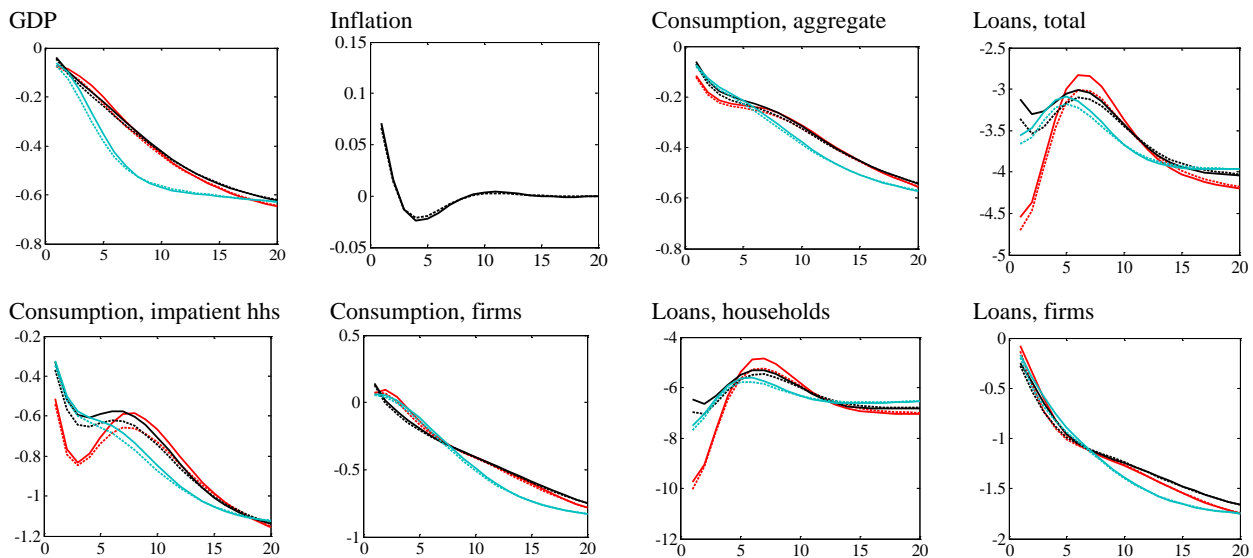 GDP
Inflation
Consumption, aggregate
Loans, total
0
-0.2
-0.4
-0.6
-0.8
0 5 10 15 20
0.15
0.1
0.05
0
-0.05
0 5 10 15 20
0
-0.2
-0.4
-0.6
-0.8
0 5 10 15 20
-2.5
-3
-3.5
-4
-4.5
-5
0 5 10 15 20
Consumption, impatient hhs
Consumption, firms
Loans, households
Loans, firms
-0.2
-0.4
-0.6
-0.8
-1
-1.2
0 5 10 15 20
0.5
0
-0.5
-1
0 5 10 15 20
-4
-6
-8
-10
-12
0 5 10 15 20
0
-0.5
-1
-1.5
-2
0 5 10 15 20